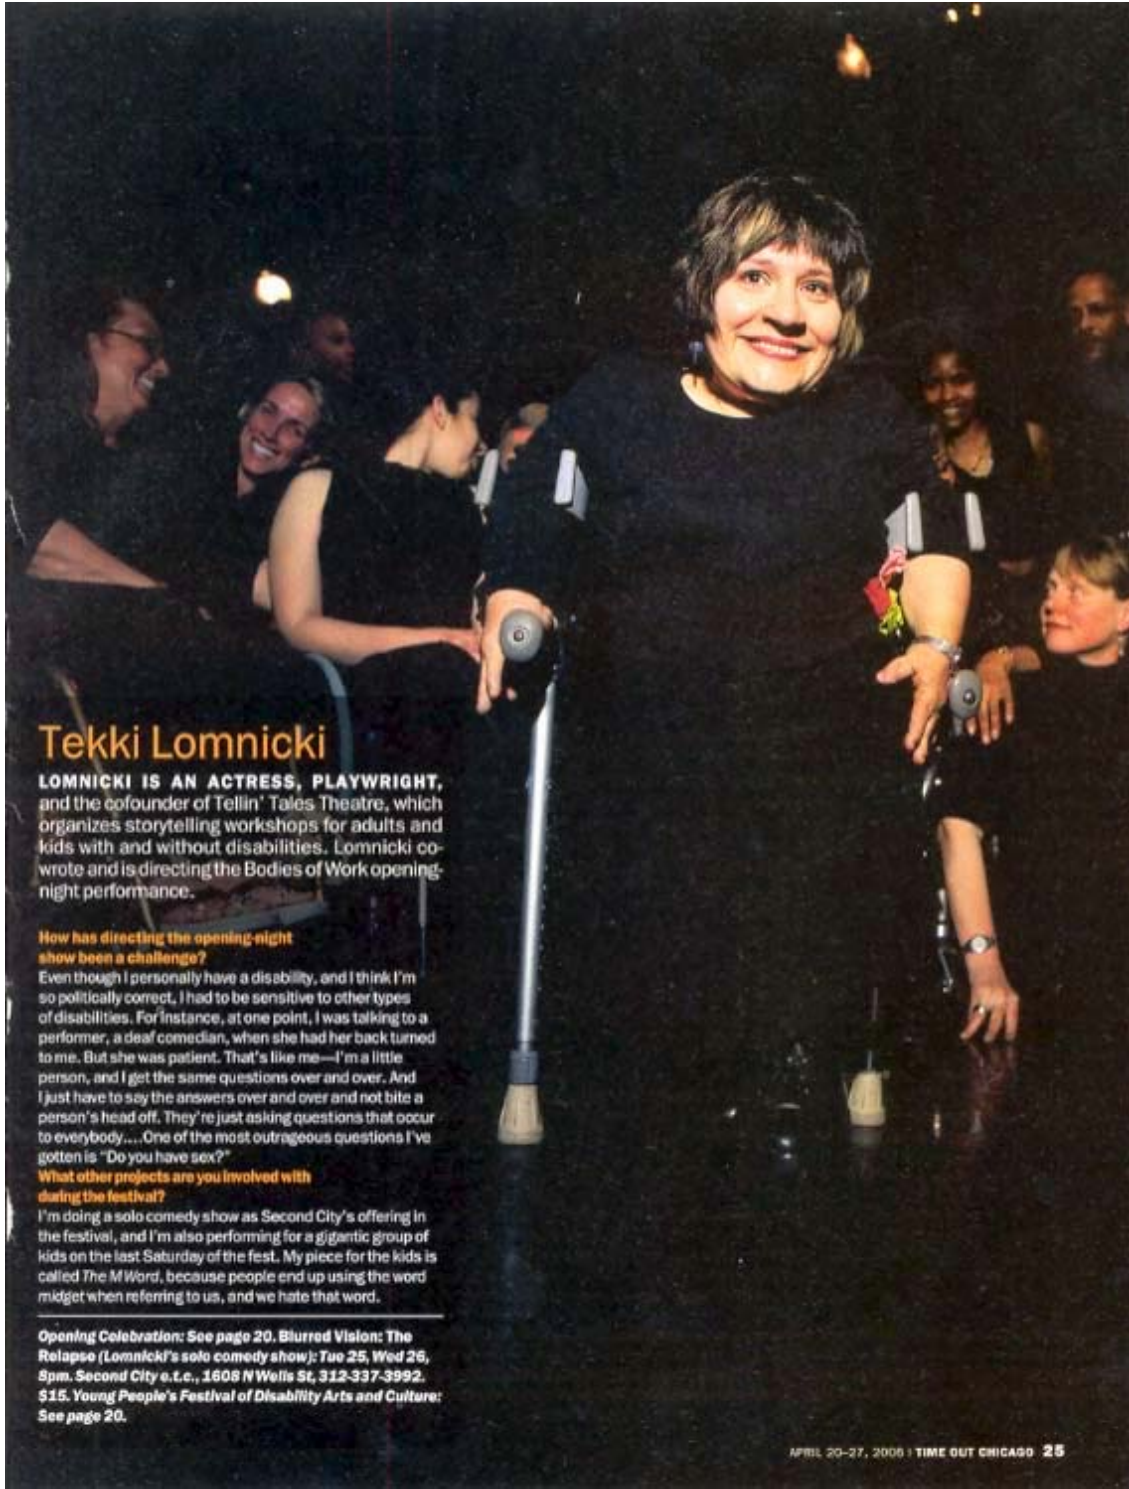 Tekki Lomnicki
LOMNICKI IS AN ACTRESS, PLAYWRIGHT,
and the cofounder of Tellin' Tales Theatre, which
organizes storytelling workshops for adults and
kids with and without disabilities. Lomnicki co-
wrote and is directing the Bodies of Work opening-
night performance.
How has directing the opening-night
show been a challenge?
Even though I personally have a disability, and I think I'm
so politically correct, I had to be sensitive to other types
of disabilities. For instance, at one point, I was talking to a
performer, a deaf comedian, when she had her back turned
to me. But she was patient. That's like me—I'm a little
person, and I get the same questions over and over. And
I just have to say the answers over and over and not bite a
person's head off. They're just asking questions that occur
to everybody....One of the most outrageous questions I've
gotten is "Do you have sex?"
What other projects are you involved with
during the festival?
I'm doing a solo comedy show as Second City's offering in
the festival, and I'm also performing for a gigantic group of
kids on the last Saturday of the fest. My piece for the kids is
called The M Word, because people end up using the word
midget when referring to us, and we hate that word.
Opening Celebration: See page 20. Blurred Vision: The
Relapse (Lomnicki's solo comedy show): Tue 25, Wed 26,
8pm. Second City e.t.c., 1608 N Wells St, 312-337-3992.
$15. Young People's Festival of Disability Arts and Culture:
See page 20.
APRIL 20–27, 2006 | TIME OUT CHICAGO 25